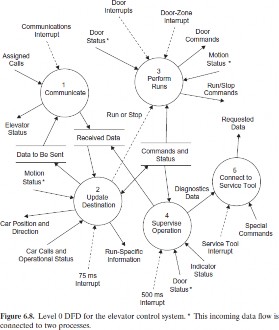 Communications
Interrupt
Door
Interrupts
Door-Zone
Interrupt
Assigned
Calls
Door
Status*
Door
Commands
Motion
Status*
1
Communicate
3
Perform
Runs
Run/Stop
Commands
Elevator
Status
Run or Stop
Requested
Data
Received Data
Data to Be Sent
Commands and
Status
Motion
Status*
5
Connect to
Service Tool
2
Update
Destination
Diagnostics
Data
4
Supervise
Operation
Car Position and
Direction
Special
Commands
Car Calls and
Operational Status
Run-Specific
Information
Service Tool
Interrupt
Indicator
Status
75 ms
Interrupt
500 ms
Interrupt
Door
Status*
Figure 6.8. Level 0 DFD for the elevator control system. * This incoming data flow is
connected to two processes.